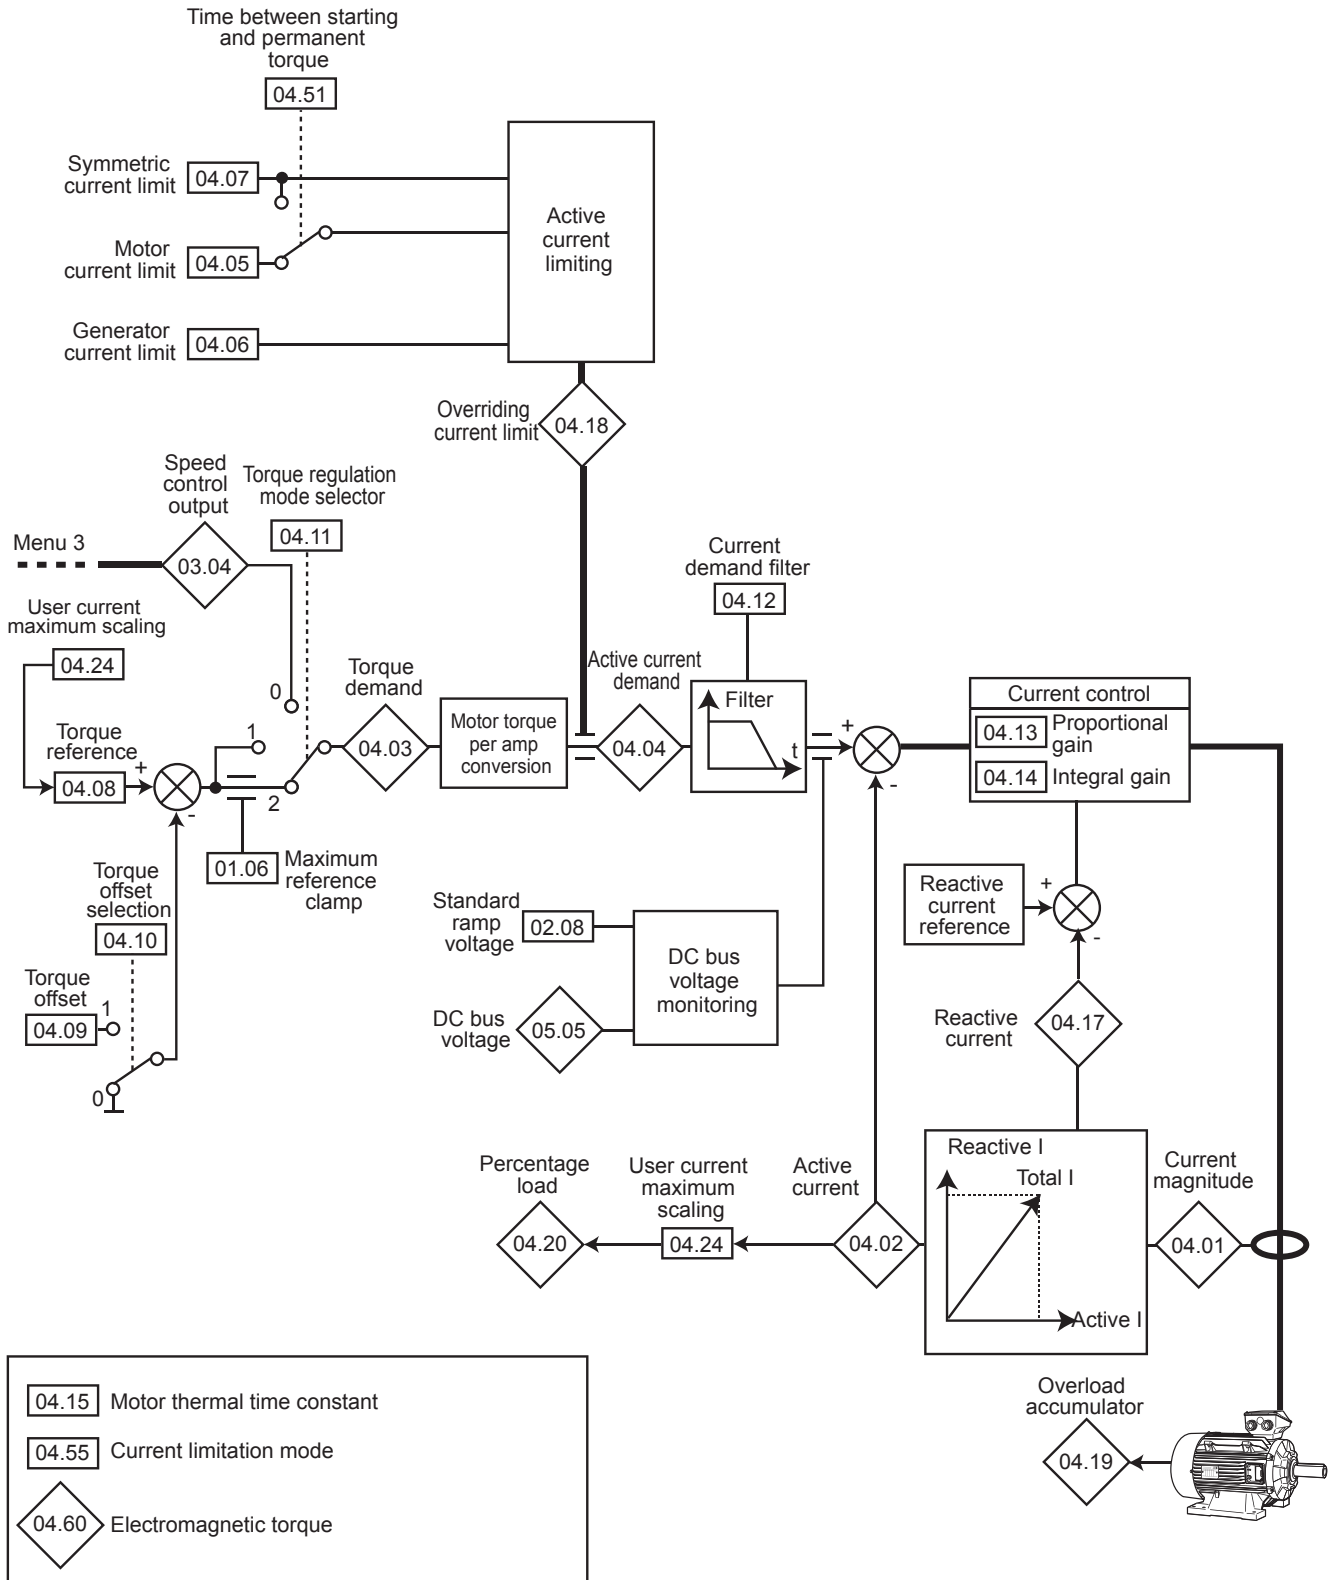 Time between starting
and permanent
torque
04.51
Symmetric
current limit
04.07
Motor
current limit
04.05
Generator
current limit
04.06
Active
current
limiting
Overriding
current limit
04.18
Speed
control
output
Torque regulation
mode selector
04.11
Menu 3
03.04
User current
maximum scaling
04.24
Torque
reference
04.08
+
-
0
1
2
01.06
Maximum
reference
clamp
Torque
offset
selection
04.10
Torque
offset
04.09
1
0
Torque
demand
04.03
Motor torque
per amp
conversion
Active current
demand
04.04
Current
demand filter
04.12
Filter
t
+
-
Current control
04.13
Proportional
gain
04.14
Integral gain
Standard
ramp
voltage
02.08
DC bus
voltage
05.05
DC bus
voltage
monitoring
Reactive
current
reference
+
-
Reactive
current
04.17
Percentage
load
04.20
User current
maximum
scaling
04.24
Active
current
04.02
Reactive I
Total I
Active I
Current
magnitude
04.01
Overload
accumulator
04.19
04.15
Motor thermal time constant
04.55
Current limitation mode
04.60
Electromagnetic torque